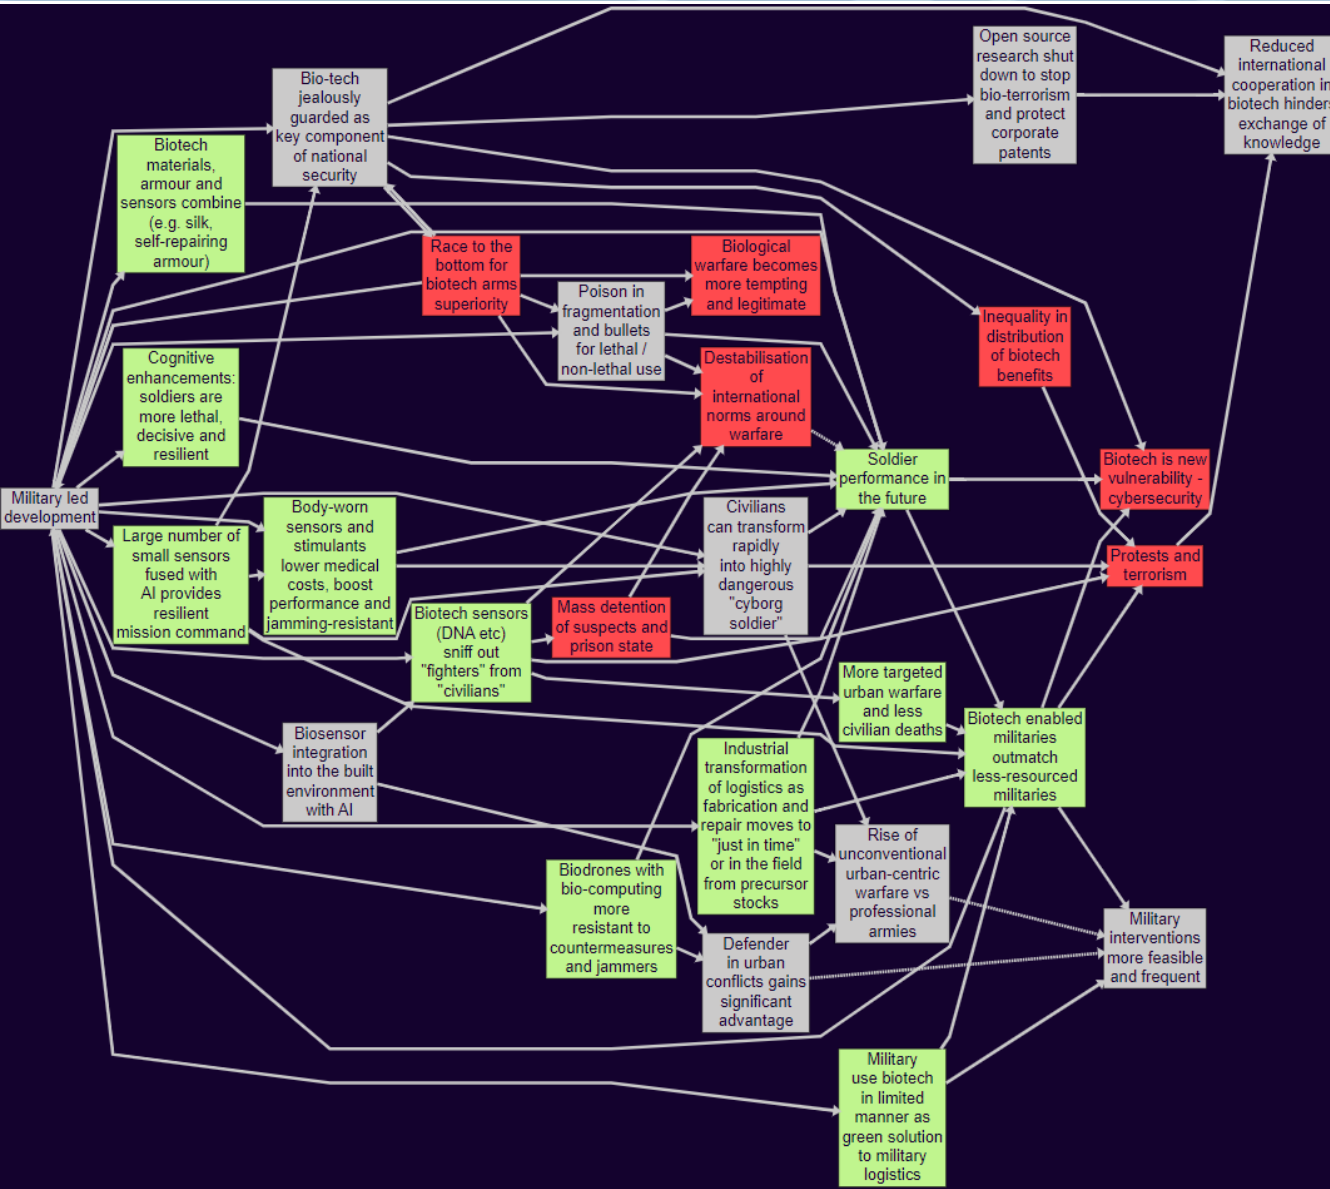 Open source
research shut
down to stop
bio-terrorism
and protect
corporate
patents
Reduced
international
cooperation in
biotech hinders
exchange of
knowledge
Bio-tech
jealously
guarded as
key component
of national
security
Biotech
materials,
armour and
sensors combine
(e.g. silk,
self-repairing
armour)
Race to the
bottom for
biotech arms
superiority
Biological
warfare becomes
more tempting
and legitimate
Poison in
fragmentation
and bullets
for lethal /
non-lethal use
Inequality in
distribution
of biotech
benefits
Cognitive
enhancements:
soldiers are
more lethal,
decisive and
resilient
Destabilisation
of
international
norms around
warfare
Soldier
performance in
the future
Biotech is new
vulnerability -
cybersecurity
Military led
development
Body-worn
sensors and
stimulants
lower medical
costs, boost
performance and
jamming-resistant
Civilians
can transform
rapidly
into highly
dangerous
"cyborg
soldier"
Large number of
small sensors
fused with
AI provides
resilient
mission command
Protests and
terrorism
Biotech sensors
(DNA etc)
sniff out
"fighters" from
"civilians"
Mass detention
of suspects and
prison state
More targeted
urban warfare
and less
civilian deaths
Biotech enabled
militaries
outmatch
less-resourced
militaries
Biosensor
integration
into the built
environment
with AI
Industrial
transformation
of logistics as
fabrication and
repair moves to
"just in time"
or in the field
from precursor
stocks
Rise of
unconventional
urban-centric
warfare vs
professional
armies
Biodrones with
bio-computing
more
resistant to
countermeasures
and jammers
Defender
in urban
conflicts gains
significant
advantage
Military
interventions
more feasible
and frequent
Military
use biotech
in limited
manner as
green solution
to military
logistics